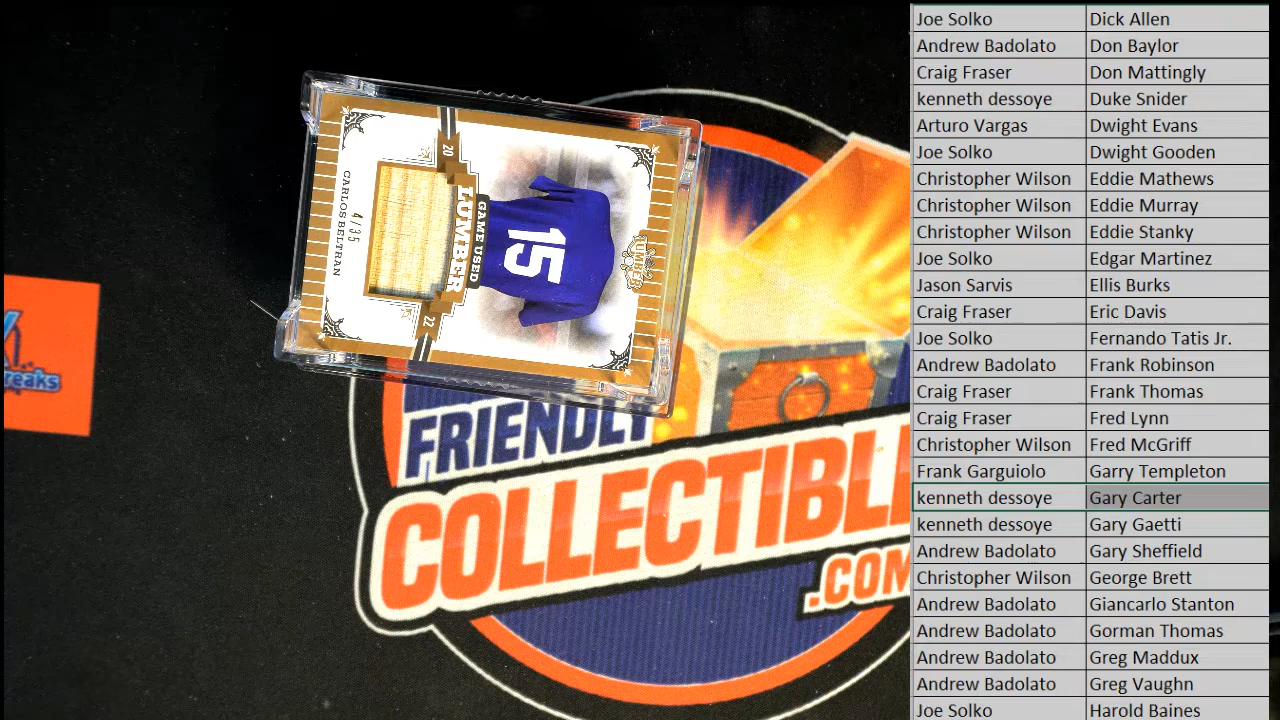 LUMBER
15
20
GAME USED
LUMBER
22
4/35
CARLOS BELTRAN
reaks
FRIENDLY
COLLECTIBL
.COM
Joe Solko Dick Allen
Andrew Badolato Don Baylor
Craig Fraser Don Mattingly
kenneth dessoye Duke Snider
Arturo Vargas Dwight Evans
Joe Solko Dwight Gooden
Christopher Wilson Eddie Mathews
Christopher Wilson Eddie Murray
Christopher Wilson Eddie Stanky
Joe Solko Edgar Martinez
Jason Sarvis Ellis Burks
Craig Fraser Eric Davis
Joe Solko Fernando Tatis Jr.
Andrew Badolato Frank Robinson
Craig Fraser Frank Thomas
Craig Fraser Fred Lynn
Christopher Wilson Fred McGriff
Frank Garguiolo Garry Templeton
kenneth dessoye Gary Carter
kenneth dessoye Gary Gaetti
Andrew Badolato Gary Sheffield
Christopher Wilson George Brett
Andrew Badolato Giancarlo Stanton
Andrew Badolato Gorman Thomas
Andrew Badolato Greg Maddux
Andrew Badolato Greg Vaughn
Joe Solko Harold Baines